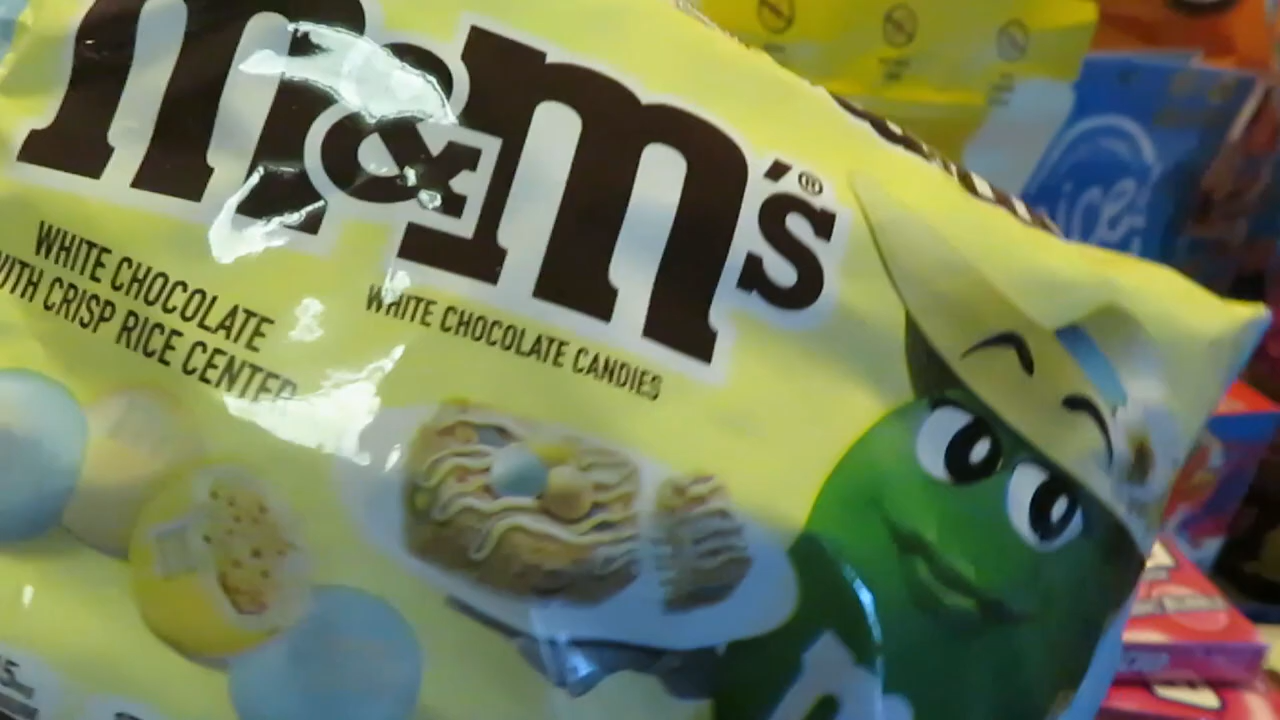 m&m's®
WHITE CHOCOLATE
WITH CRISP RICE CENTER
WHITE CHOCOLATE CANDIES